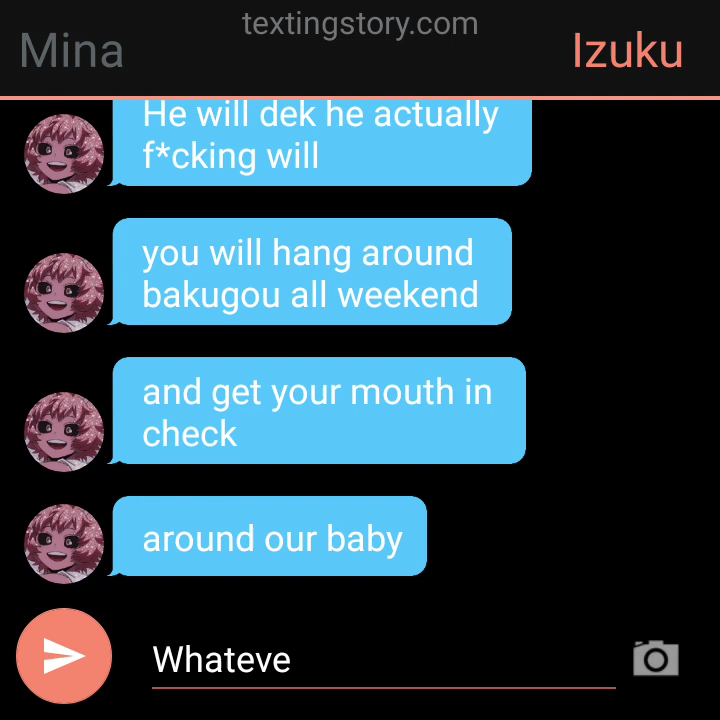 textingstory.com
Mina
Izuku
He will dek he actually
f*cking will
you will hang around
bakugou all weekend
and get your mouth in
check
around our baby
Whateve